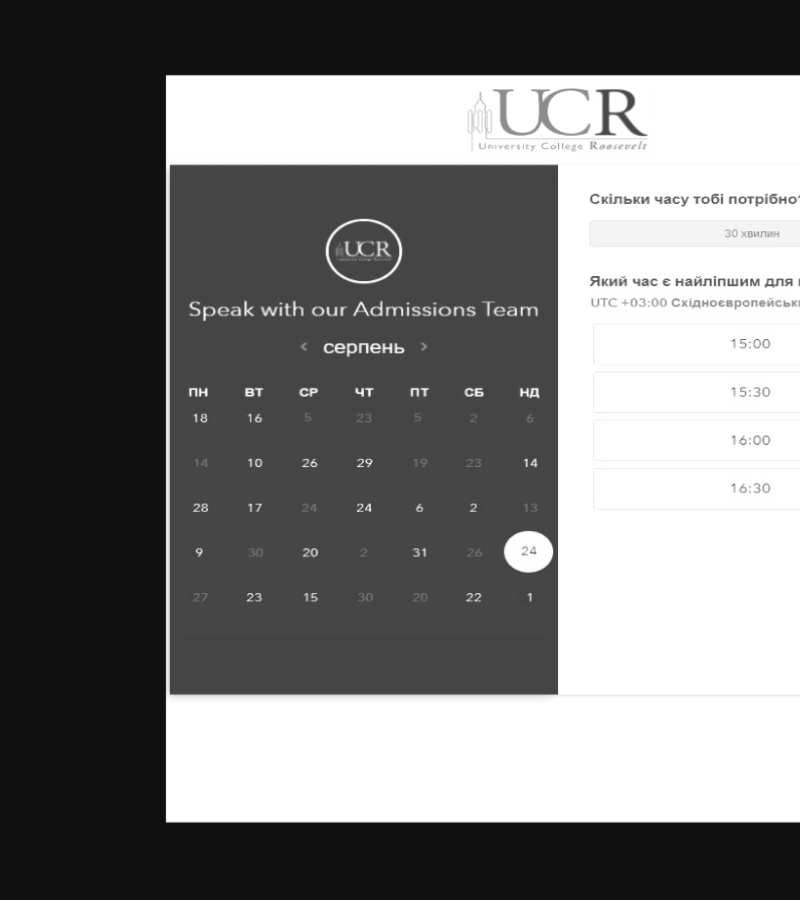 UCR
University College Roosevelt
UCR
Speak with our Admissions Team
< серпень >
ПН ВТ СР ЧТ ПТ СБ НД
18 16 5 23 5 2 6
14 10 26 29 19 23 14
28 17 24 24 6 2 13
9 30 20 2 31 26 24
27 23 15 30 20 22 1
Скільки часу тобі потрібно
30 хвилин
Який час є найліпшим для
UTC +03:00
15:00
15:30
16:00
16:30